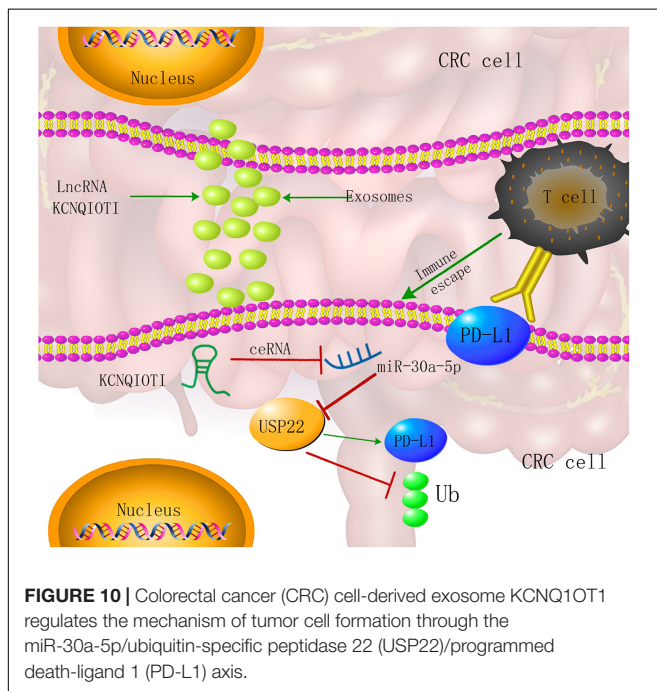 Nucleus
CRC cell
LncRNA
KCNQIOTI
Exosomes
T cell
Immune
escape
PD-L1
KCNQIOTI
ceRNA
miR-30a-5p
USP22
PD-L1
Ub
CRC cell
Nucleus
FIGURE 10 | Colorectal cancer (CRC) cell-derived exosome KCNQ1OT1
regulates the mechanism of tumor cell formation through the
miR-30a-5p/ubiquitin-specific peptidase 22 (USP22)/programmed
death-ligand 1 (PD-L1) axis.